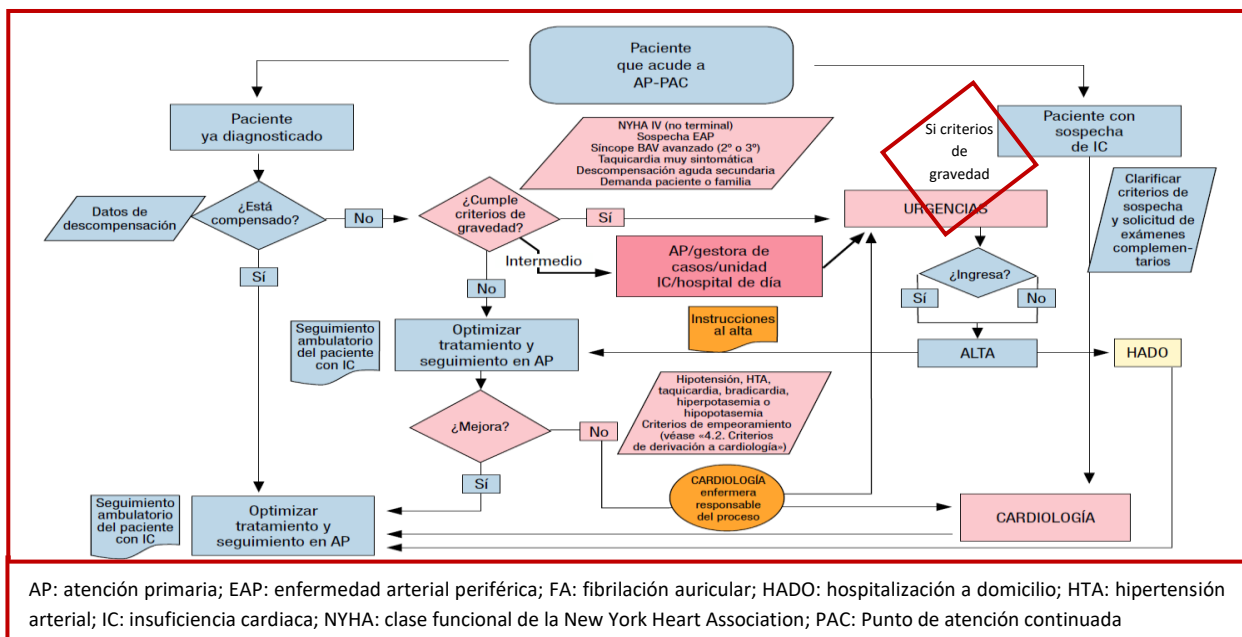 Paciente
que acude a
AP-PAC
Paciente
ya diagnosticado
NYHA IV (no terminal)
Sospecha EAP
Síncope BAV avanzado (2º o 3º)
Taquicardia muy sintomática
Descompensación aguda secundaria
Demanda paciente o familia
Si criterios
de
gravedad
Paciente con
sospecha
de IC
Datos de
descompensación
¿Está
compensado?
No
¿Cumple
criterios de
gravedad?
Sí
URGENCIAS
Clarificar
criterios de
sospecha
y solicitud de
exámenes
complemen-
tarios
Intermedio
AP/gestora de
casos/unidad
IC/hospital de día
¿Ingresa?
Sí
No
Sí
No
Seguimiento
ambulatorio
del paciente
con IC
Optimizar
tratamiento y
seguimiento en AP
Instrucciones
al alta
ALTA
HADO
¿Mejora?
No
Hipotensión, HTA,
taquicardia, bradicardia,
hiperpotasemia o
hipopotasemia
Criterios de empeoramiento
(véase «4.2. Criterios
de derivación a cardiología»)
Sí
CARDIOLOGÍA
enfermera
responsable
del proceso
Seguimiento
ambulatorio
del paciente
con IC
Optimizar
tratamiento y
seguimiento en AP
CARDIOLOGÍA
AP: atención primaria; EAP: enfermedad arterial periférica; FA: fibrilación auricular; HADO: hospitalización a domicilio; HTA: hipertensión
arterial; IC: insuficiencia cardiaca; NYHA: clase funcional de la New York Heart Association; PAC: Punto de atención continuada